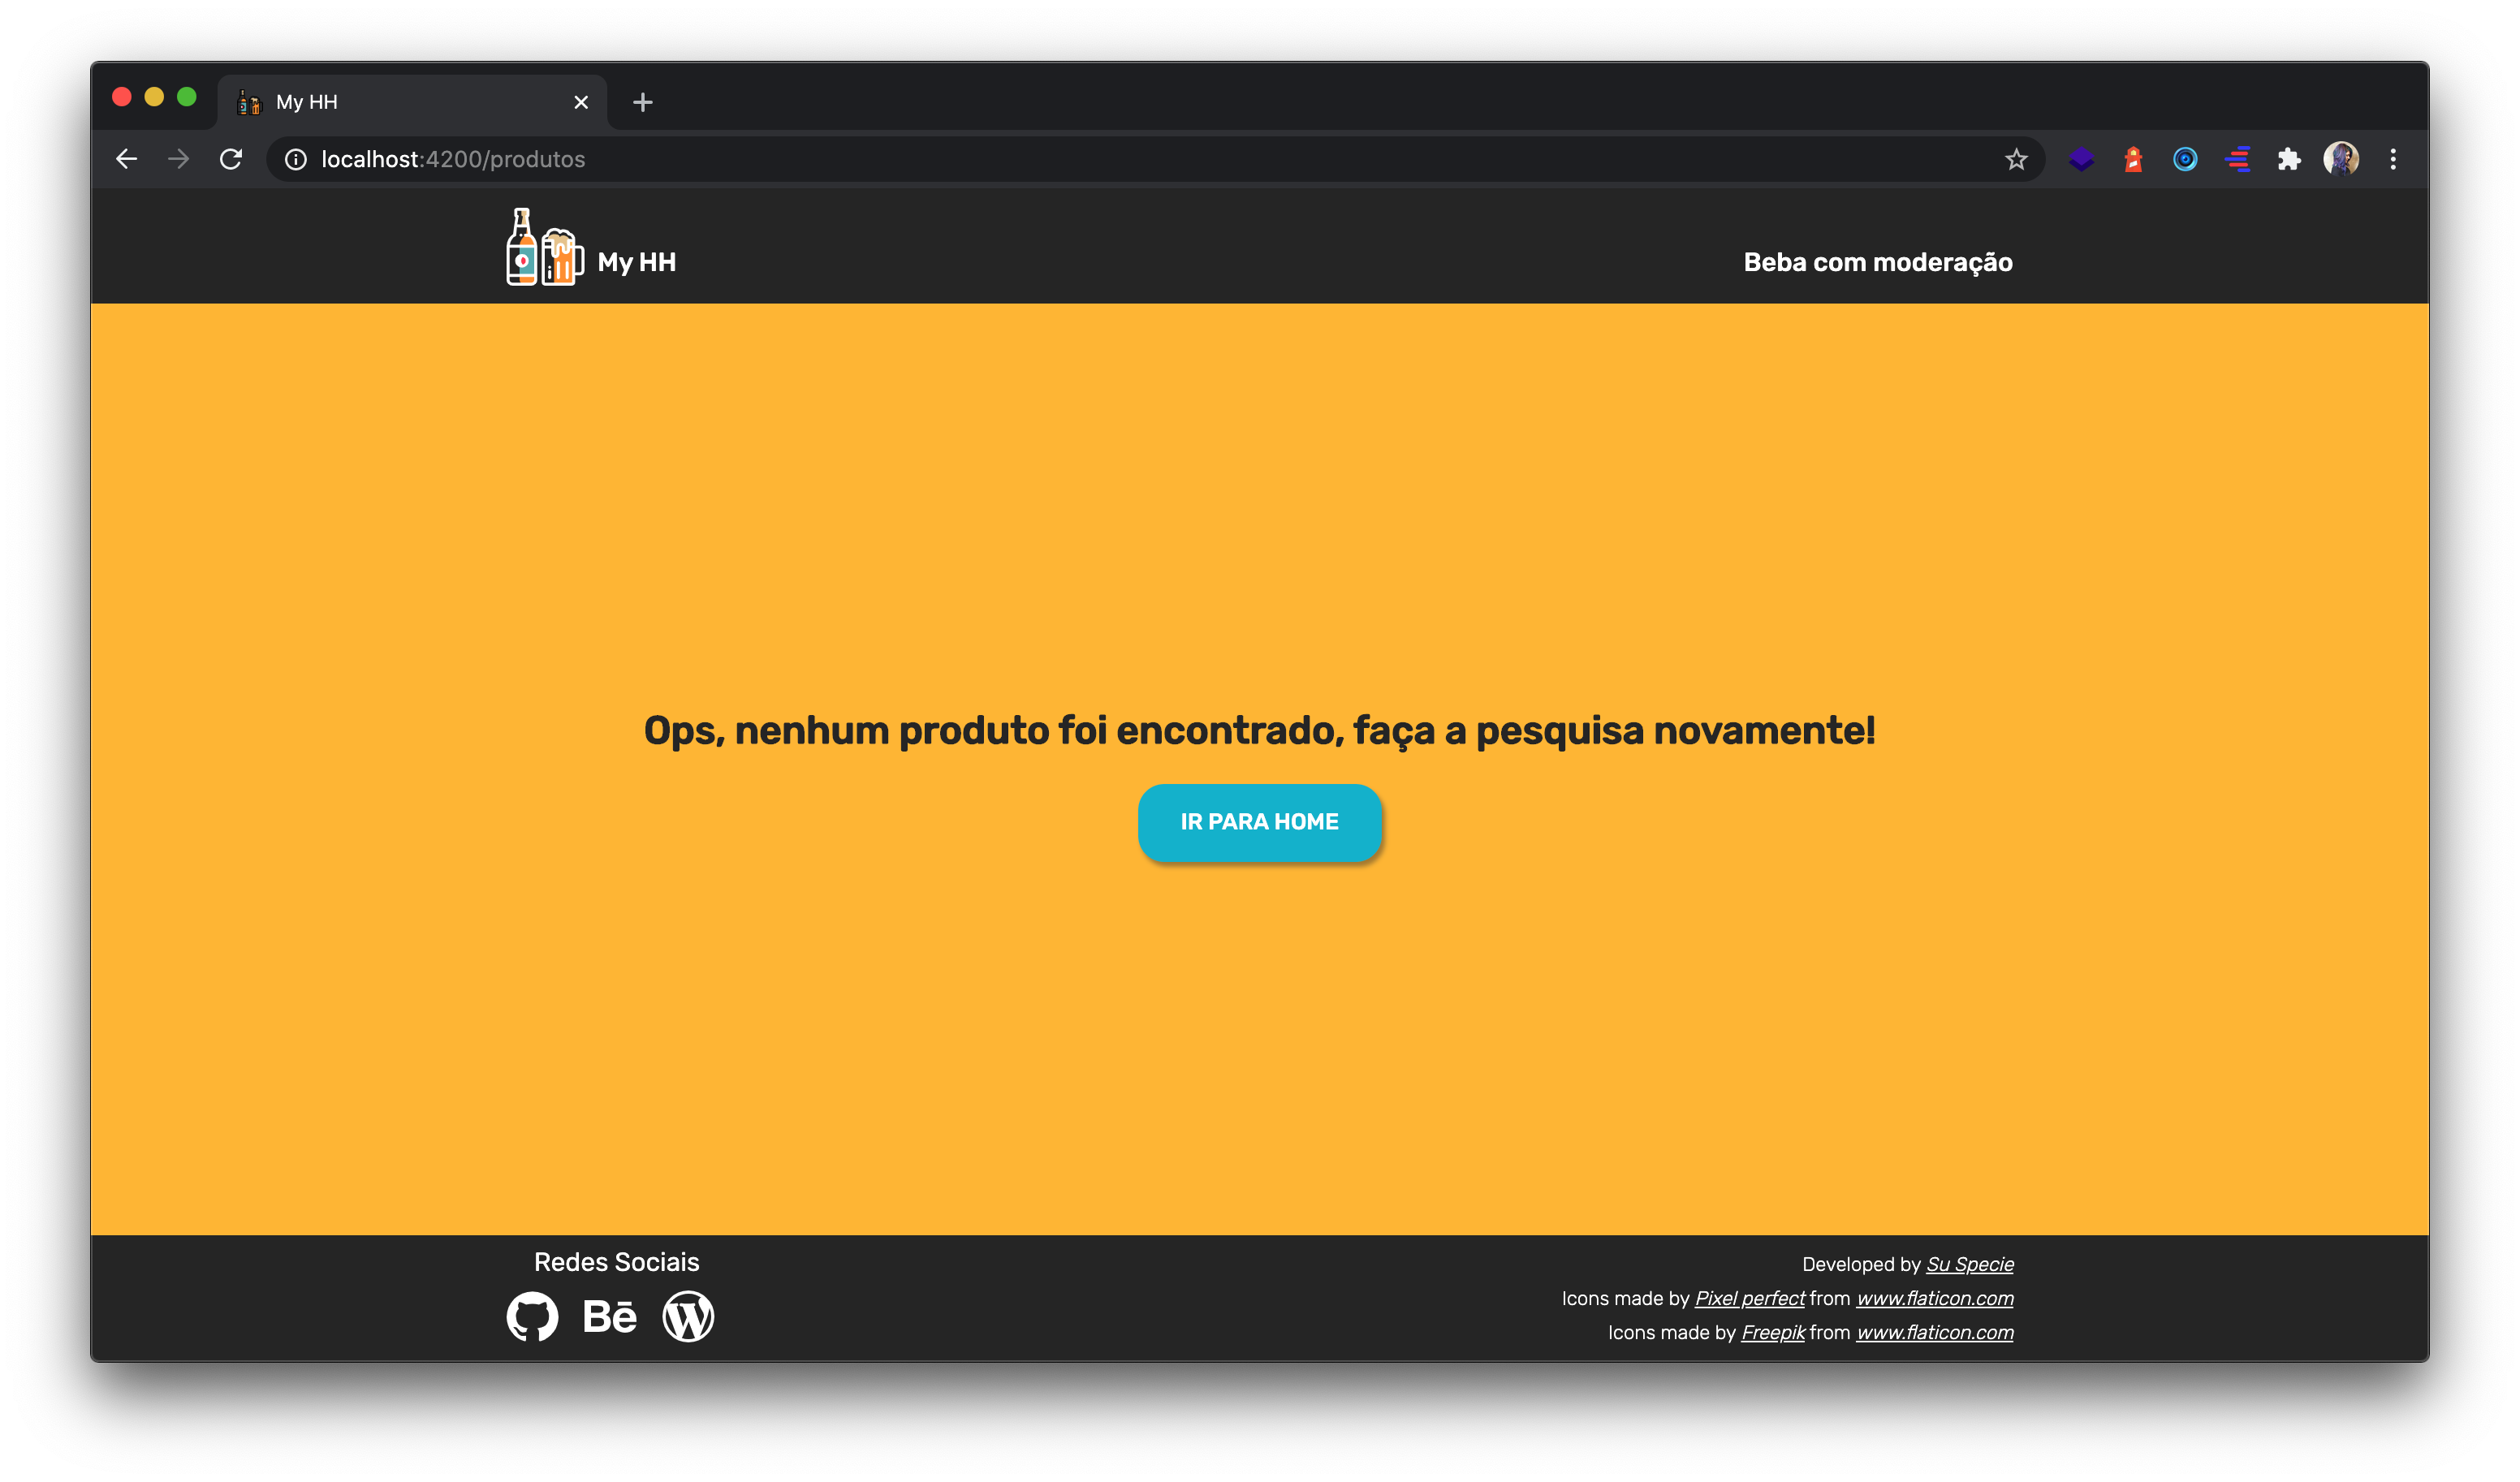 My HH
localhost:4200/produtos
My HH
Beba com moderação
Ops, nenhum produto foi encontrado, faça a pesquisa novamente!
IR PARA HOME
Redes Sociais
Bē
Developed by Su Specie
Icons made by Pixel perfect from www.flaticon.com
Icons made by Freepik from www.flaticon.com